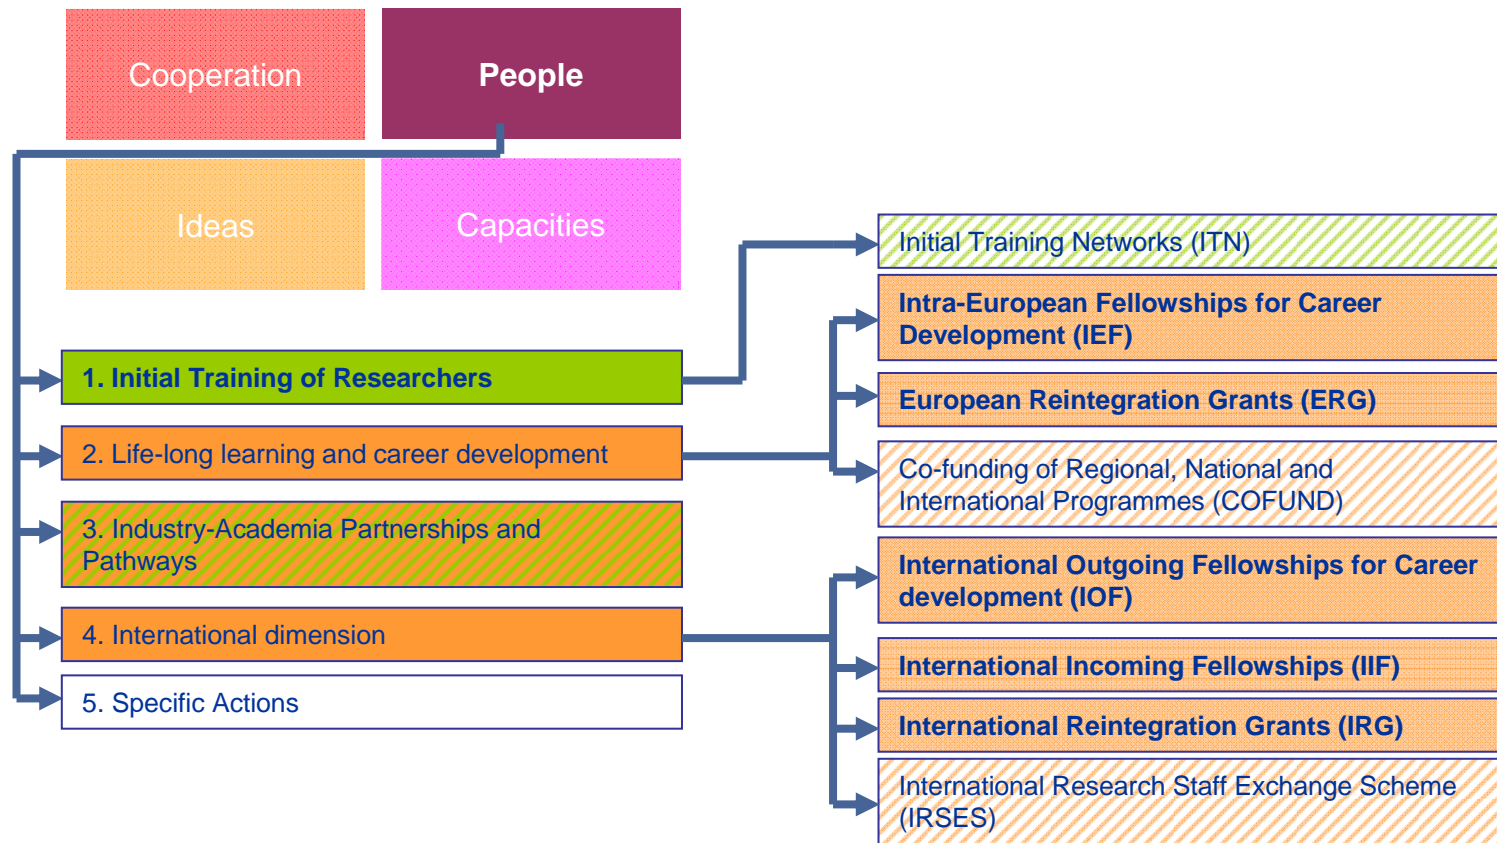 Cooperation
People
Ideas
Capacities
1. Initial Training of Researchers
2. Life-long learning and career development
3. Industry-Academia Partnerships and
Pathways
4. International dimension
5. Specific Actions
Initial Training Networks (ITN)
Intra-European Fellowships for Career
Development (IEF)
European Reintegration Grants (ERG)
Co-funding of Regional, National and
International Programmes (COFUND)
International Outgoing Fellowships for Career
development (IOF)
International Incoming Fellowships (IIF)
International Reintegration Grants (IRG)
International Research Staff Exchange Scheme
(IRSES)